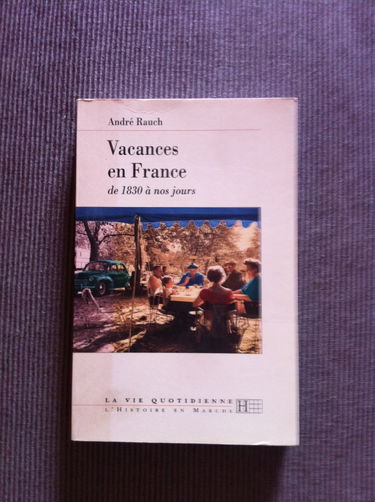 André Rauch
Vacances
en France
de 1830 à nos jours
LA VIE QUOTIDIENNE
L'HISTOIRE EN MARCHE
H